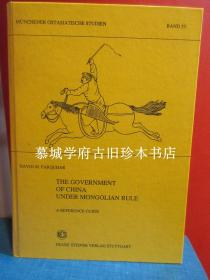 MÜNCHENER OSTASIATISCHE STUDIEN BAND 53
DAVID M. FARQUHAR
THE GOVERNMENT
OF CHINA
UNDER MONGOLIAN RULE
A REFERENCE GUIDE
FRANZ STEINER VERLAG STUTTGART
慕城学衍古旧珍本书店